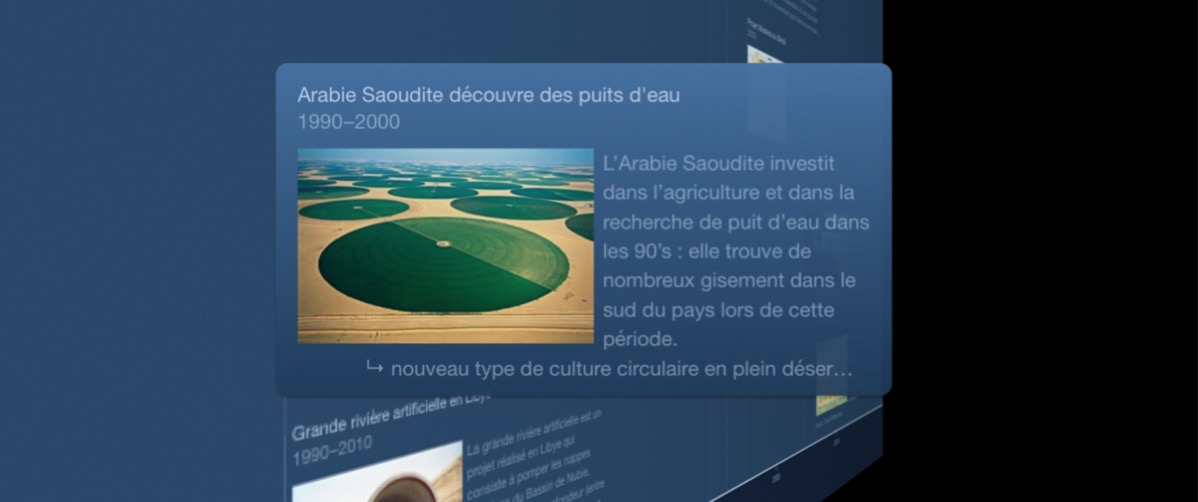 Arabie Saoudite découvre des puits d'eau
1990–2000
L'Arabie Saoudite investit
dans l'agriculture et dans la
recherche de puit d'eau dans
les 90's : elle trouve de
nombreux gisement dans le
sud du pays lors de cette
période.
↳ nouveau type de culture circulaire en plein déser…
Grande rivière artificielle en Libye
1990–2010
La grande rivière artificielle est un
projet réalisé en Libye qui
consiste à pomper les nappes
du Bassin de Nubie,